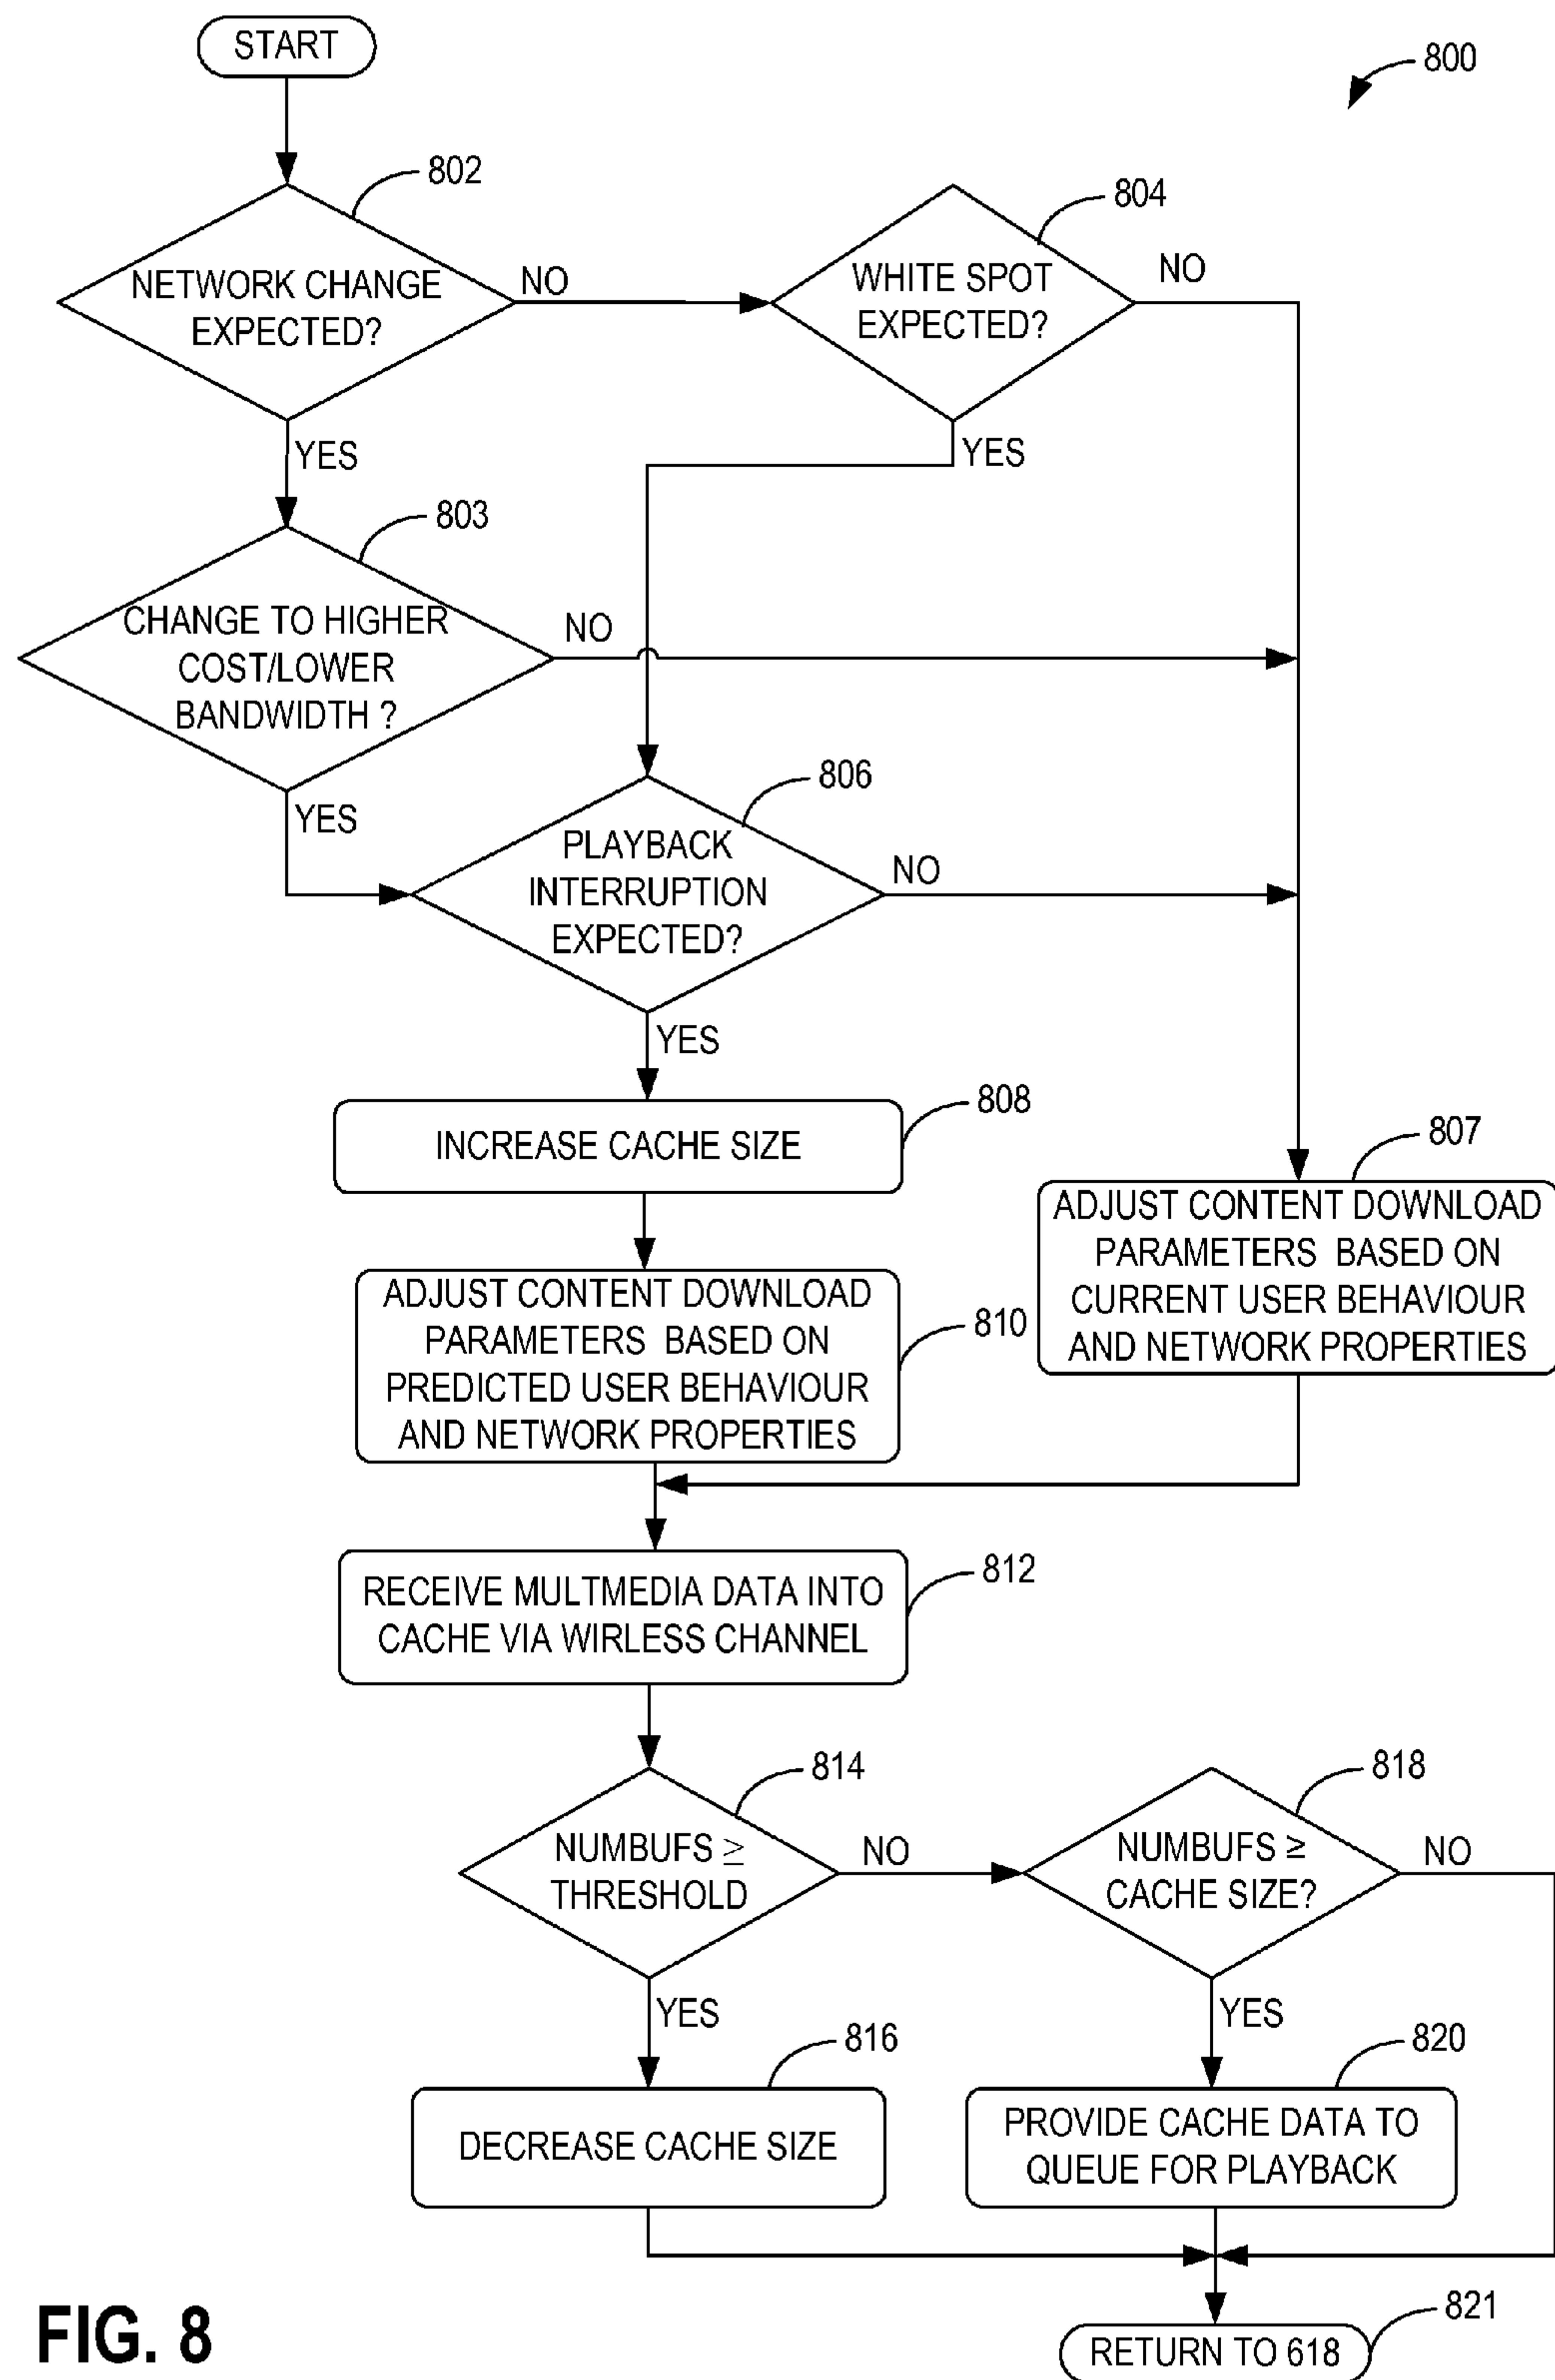 START
800
802
NETWORK CHANGE
EXPECTED?
NO
YES
804
WHITE SPOT
EXPECTED?
NO
YES
803
CHANGE TO HIGHER
COST/LOWER
BANDWIDTH ?
NO
YES
806
PLAYBACK
INTERRUPTION
EXPECTED?
NO
YES
808
INCREASE CACHE SIZE
807
ADJUST CONTENT DOWNLOAD
PARAMETERS BASED ON
CURRENT USER BEHAVIOUR
AND NETWORK PROPERTIES
810
ADJUST CONTENT DOWNLOAD
PARAMETERS BASED ON
PREDICTED USER BEHAVIOUR
AND NETWORK PROPERTIES
812
RECEIVE MULTMEDIA DATA INTO
CACHE VIA WIRLESS CHANNEL
814
NUMBUFS ≥
THRESHOLD
NO
YES
818
NUMBUFS ≥
CACHE SIZE?
NO
YES
816
DECREASE CACHE SIZE
820
PROVIDE CACHE DATA TO
QUEUE FOR PLAYBACK
821
RETURN TO 618
FIG. 8